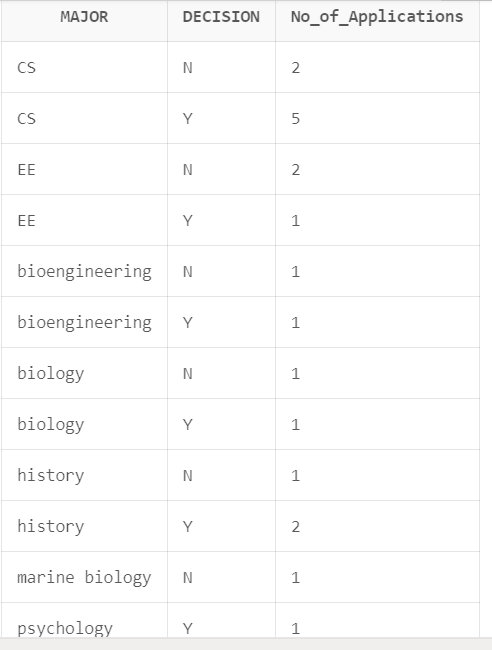 MAJOR DECISION No_of_Applications
CS N 2
CS Y 5
EE N 2
EE Y 1
bioengineering N 1
bioengineering Y 1
biology N 1
biology Y 1
history N 1
history Y 2
marine biology N 1
psychology Y 1